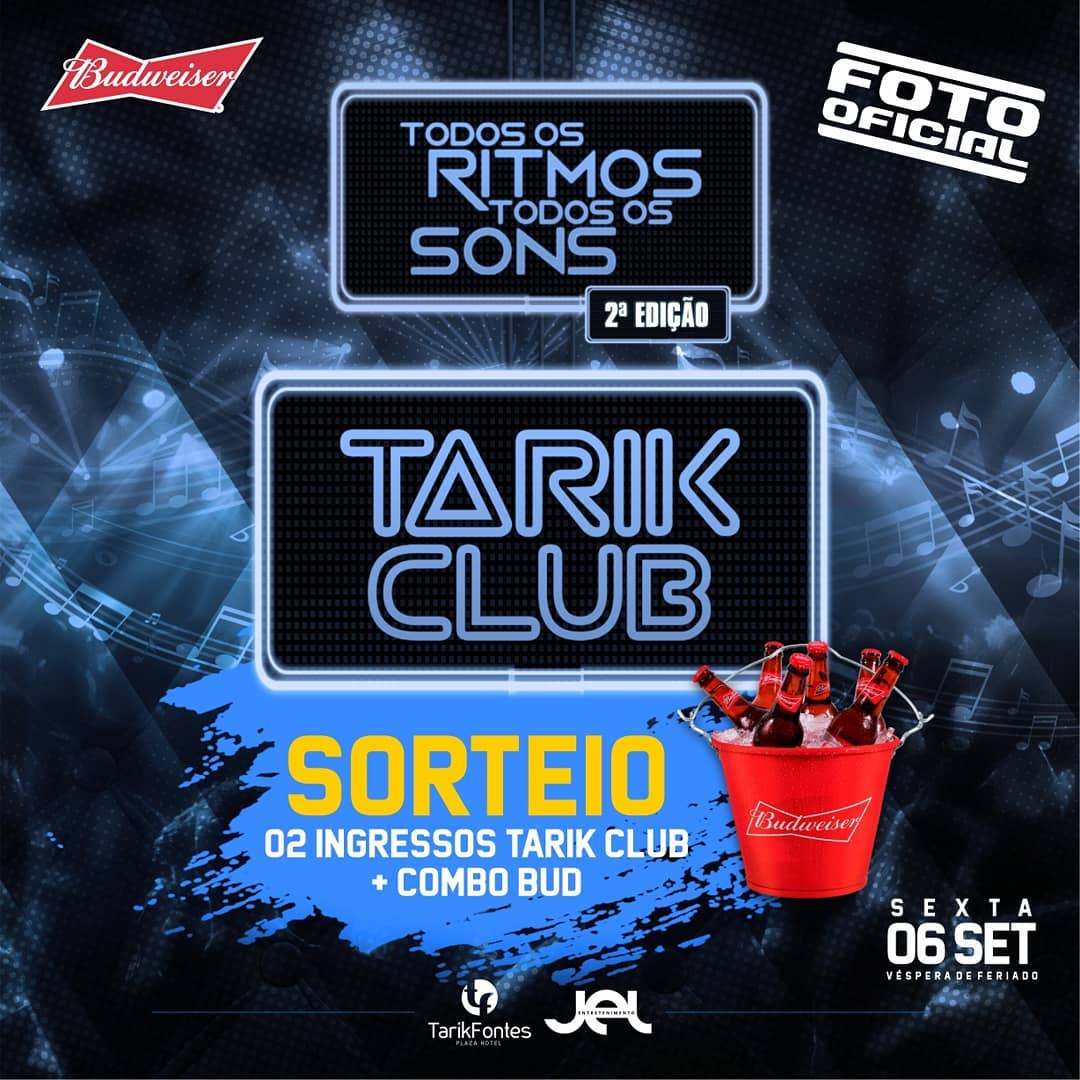 Budweiser
FOTO
OFICIAL
TODOS OS
RITMOS
TODOS OS
SONS
2ª EDIÇÃO
TARIK
CLUB
SORTEIO
02 INGRESSOS TARIK CLUB
+ COMBO BUD
Budweiser
SEXTA
06 SET
VÉSPERA DE FERIADO
tf
TarikFontes
PLAZA HOTEL
JEL
ENTRETENIMENTO